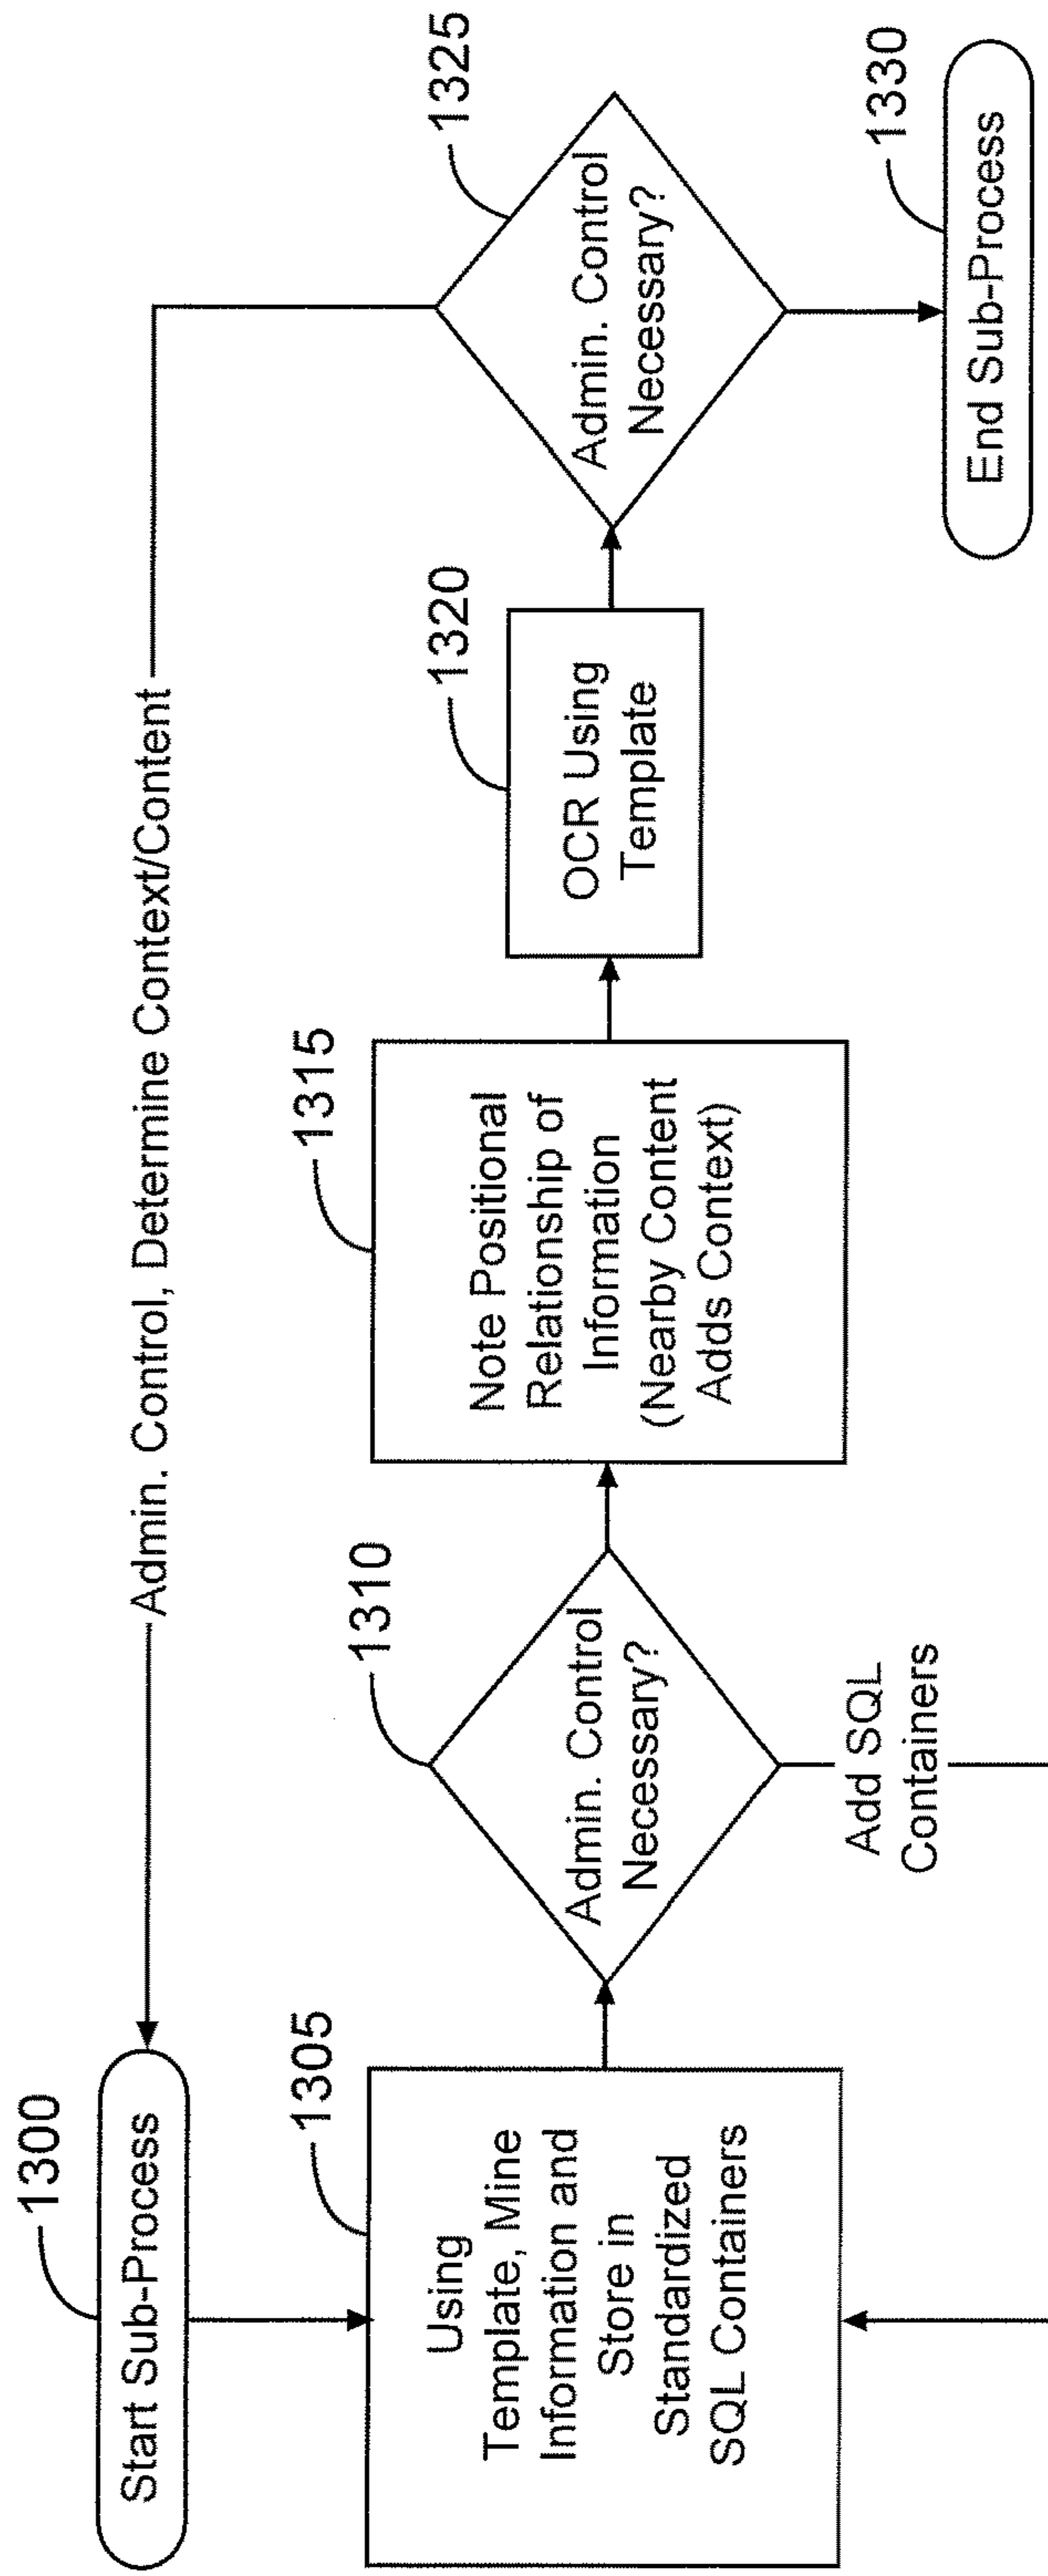 1300
Start Sub-Process
Admin. Control, Determine Context/Content
1305
Using
Template, Mine
Information and
Store in
Standardized
SQL Containers
1310
Admin. Control
Necessary?
Add SQL
Containers
1315
Note Positional
Relationship of
Information
(Nearby Content
Adds Context)
1320
OCR Using
Template
1325
Admin. Control
Necessary?
1330
End Sub-Process